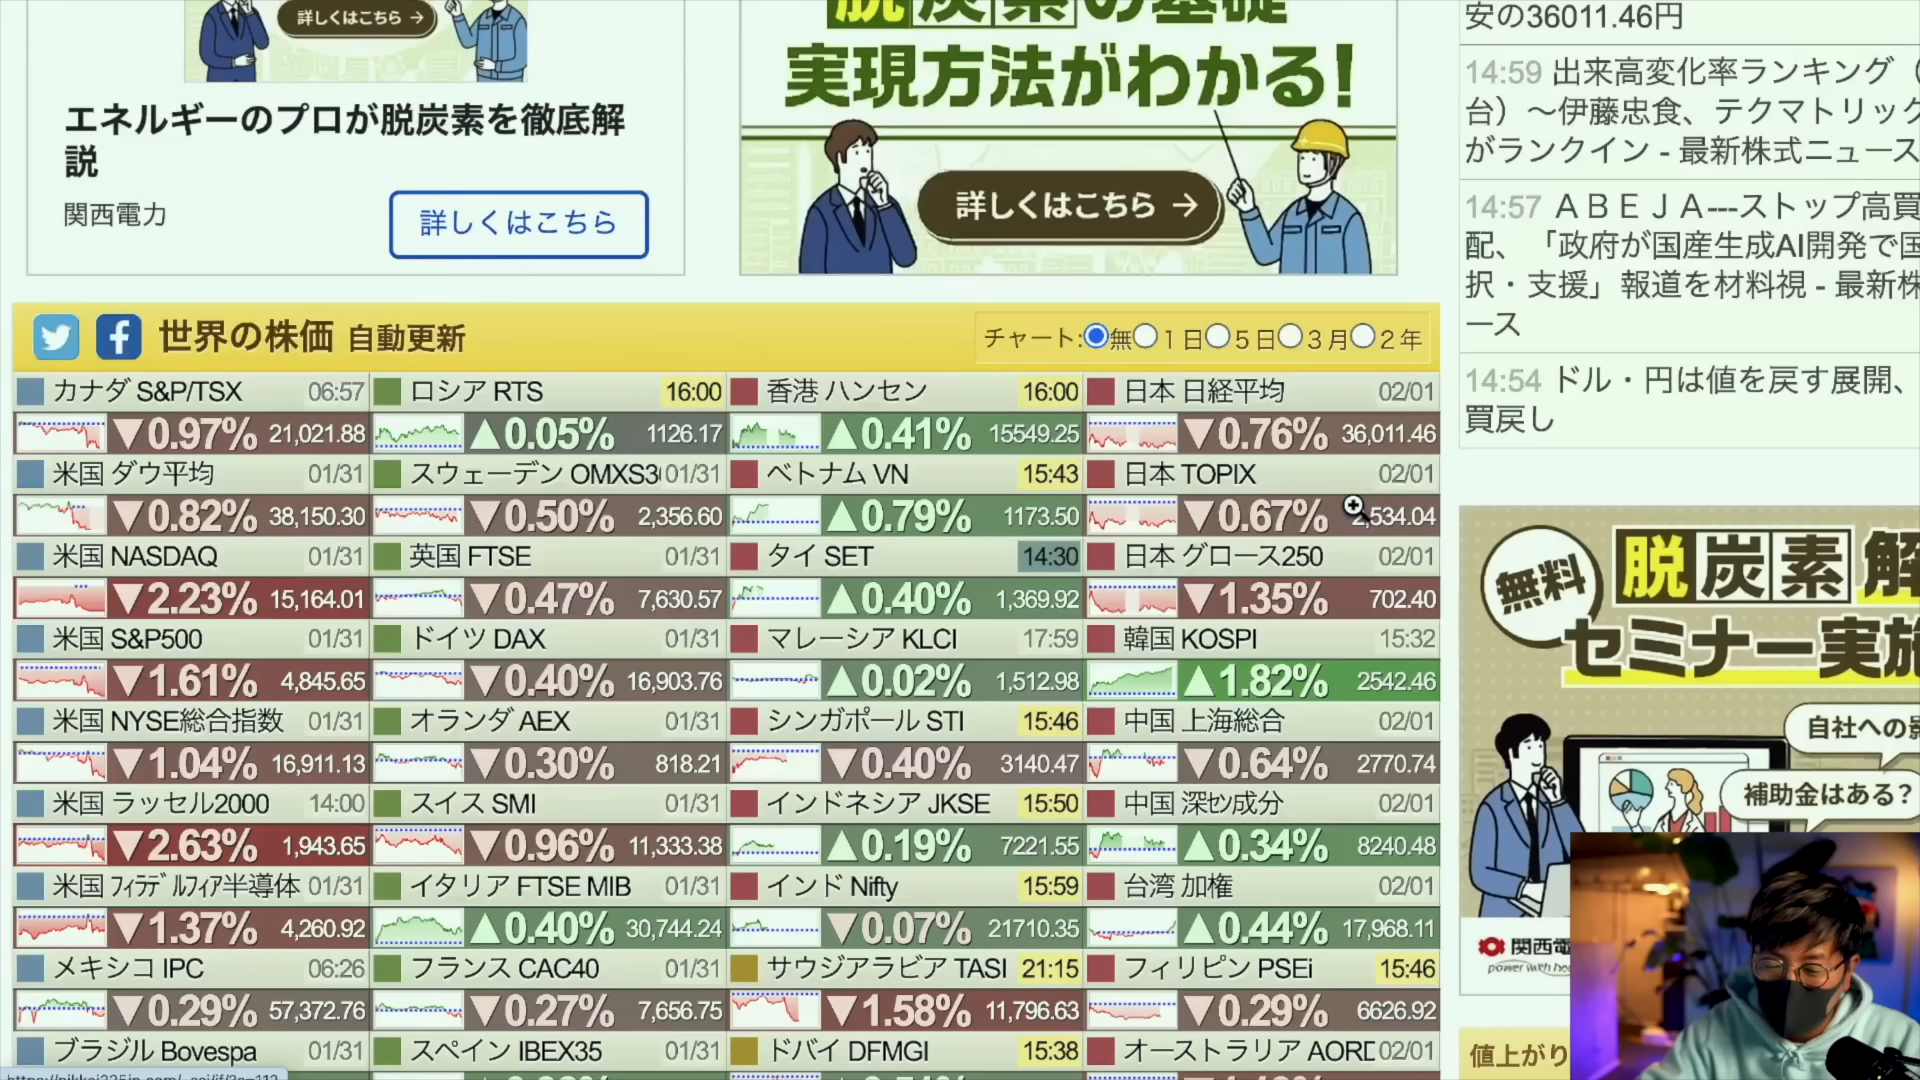 詳しくはこちら →
エネルギーのプロが脱炭素を徹底解
説
関西電力
詳しくはこちら
脱炭素の基礎
実現方法がわかる!
詳しくはこちら →
世界の株価 自動更新
チャート: 無 1日 5日 3月 2年
カナダ S&P/TSX 06:57
▼0.97% 21,021.88
米国 ダウ平均 01/31
▼0.82% 38,150.30
米国 NASDAQ 01/31
▼2.23% 15,164.01
米国 S&P500 01/31
▼1.61% 4,845.65
米国 NYSE総合指数 01/31
▼1.04% 16,911.13
米国 ラッセル2000 14:00
▼2.63% 1,943.65
米国 ﾌｨﾗﾃﾞﾙﾌｨｱ半導体 01/31
▼1.37% 4,260.92
メキシコ IPC 06:26
▼0.29% 57,372.76
ブラジル Bovespa 01/31
ロシア RTS 16:00
▲0.05% 1126.17
スウェーデン OMXS3 01/31
▼0.50% 2,356.60
英国 FTSE 01/31
▼0.47% 7,630.57
ドイツ DAX 01/31
▼0.40% 16,903.76
オランダ AEX 01/31
▼0.30% 818.21
スイス SMI 01/31
▼0.96% 11,333.38
イタリア FTSE MIB 01/31
▲0.40% 30,744.24
フランス CAC40 01/31
▼0.27% 7,656.75
スペイン IBEX35 01/31
香港 ハンセン 16:00
▲0.41% 15549.25
ベトナム VN 15:43
▲0.79% 1173.50
タイ SET 14:30
▲0.40% 1,369.92
マレーシア KLCI 17:59
▲0.02% 1,512.98
シンガポール STI 15:46
▼0.40% 3140.47
インドネシア JKSE 15:50
▲0.19% 7221.55
インド Nifty 15:59
▼0.07% 21710.35
サウジアラビア TASI 21:15
▼1.58% 11,796.63
ドバイ DFMGI 15:38
日本 日経平均 02/01
▼0.76% 36,011.46
日本 TOPIX 02/01
▼0.67% 2,534.04
日本 グロース250 02/01
▼1.35% 702.40
韓国 KOSPI 15:32
▲1.82% 2542.46
中国 上海総合 02/01
▼0.64% 2770.74
中国 深ｾﾝ成分 02/01
▲0.34% 8240.48
台湾 加権 02/01
▲0.44% 17,968.11
フィリピン PSEi 15:46
▼0.29% 6626.92
オーストラリア AORD 02/01
安の36011.46円
14:59 出来高変化率ランキング（
台）～伊藤忠食、テクマトリック
がランクイン - 最新株式ニュース
14:57 ＡＢＥＪＡ---ストップ高買
配、「政府が国産生成AI開発で国
択・支援」報道を材料視 - 最新株
ース
14:54 ドル・円は値を戻す展開、
買戻し
無料
脱炭素 解
セミナー実施
自社への影
補助金はある?
関西電
power with he
値上がり